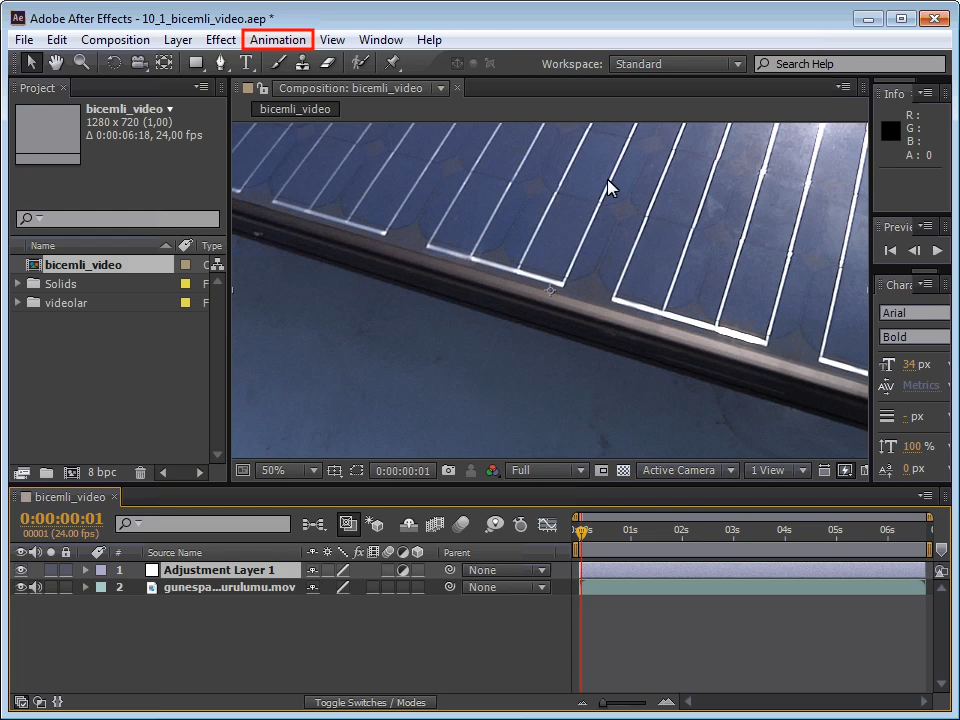 Ae Adobe After Effects - 10_1_bicemli_video.aep *
File Edit Composition Layer Effect Animation View Window Help
Workspace: Standard Search Help
Project ×
bicemli_video ▼
1280 x 720 (1,00)
Δ 0:00:06:18, 24,00 fps
Name Type
bicemli_video C
Solids F
videolar F
8 bpc
Composition: bicemli_video
bicemli_video
50% 0:00:00:01 Full Active Camera 1 View
Info
R :
G :
B :
A : 0
Previe
Chara
Arial
Bold
34 px
Metrics
- px
100 %
0 px
bicemli_video ×
0:00:00:01
00001 (24.00 fps)
# Source Name fx Parent
1 Adjustment Layer 1 None
2 gunespa...urulumu.mov None
01s 02s 03s 04s 05s 06s
Toggle Switches / Modes